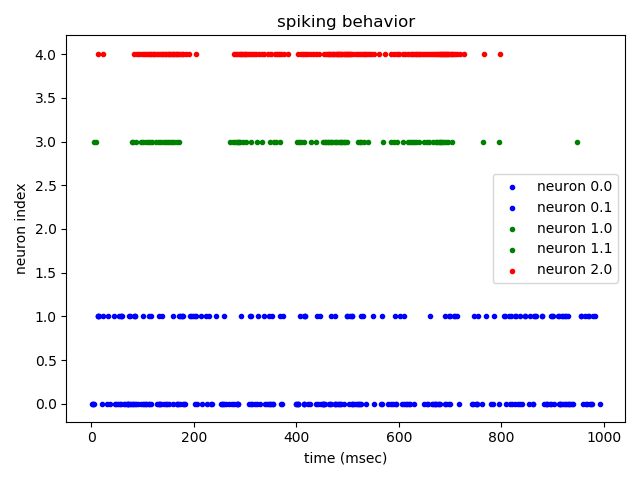 spiking behavior
4.0
3.5
3.0
2.5
2.0
1.5
1.0
0.5
0.0
neuron index
neuron 0.0
neuron 0.1
neuron 1.0
neuron 1.1
neuron 2.0
0 200 400 600 800 1000
time (msec)